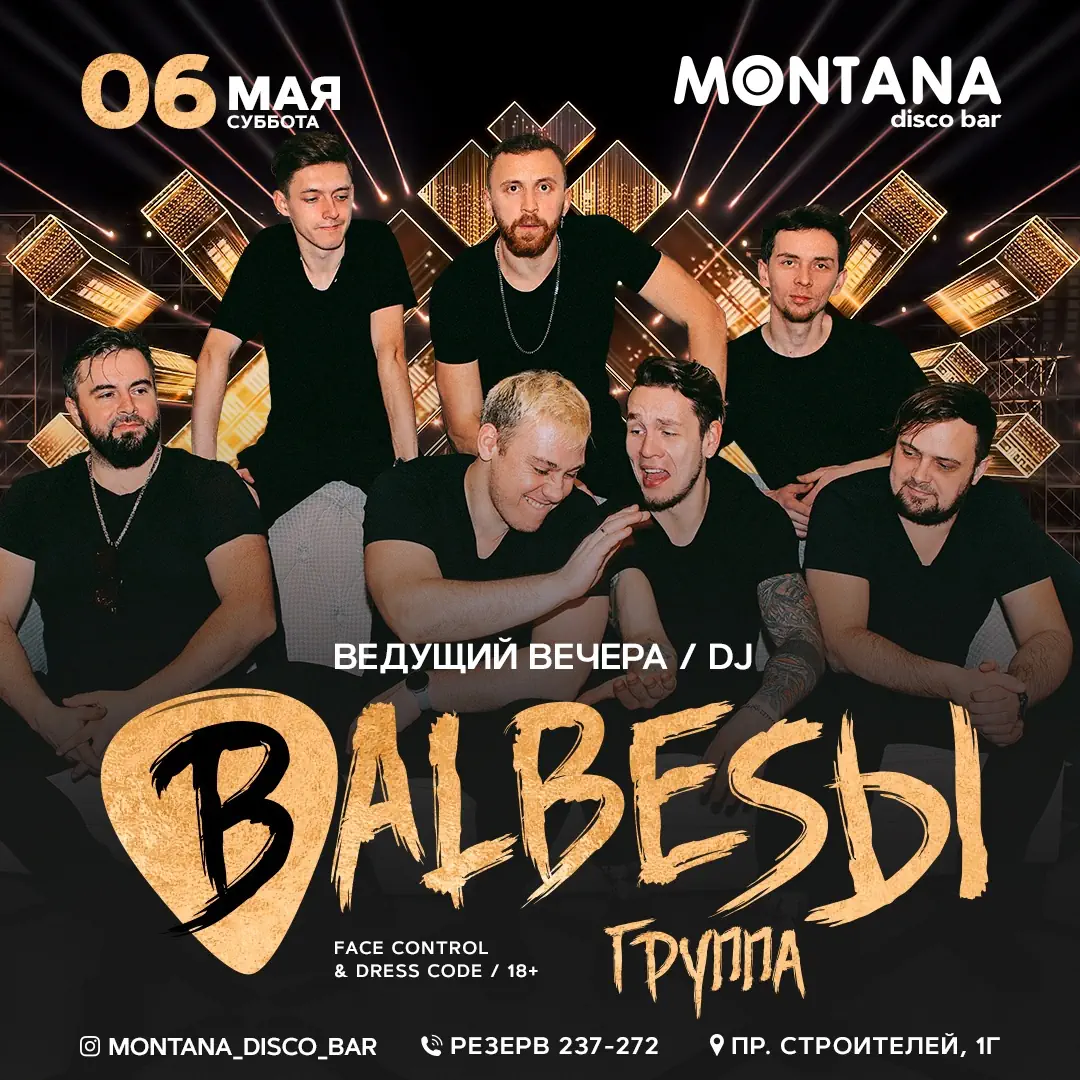 06 МАЯ
СУББОТА
MONTANA
disco bar
ВЕДУЩИЙ ВЕЧЕРА / DJ
BALBESЫ
ГРУППА
FACE CONTROL
& DRESS CODE / 18+
MONTANA_DISCO_BAR
РЕЗЕРВ 237-272
ПР. СТРОИТЕЛЕЙ, 1Г